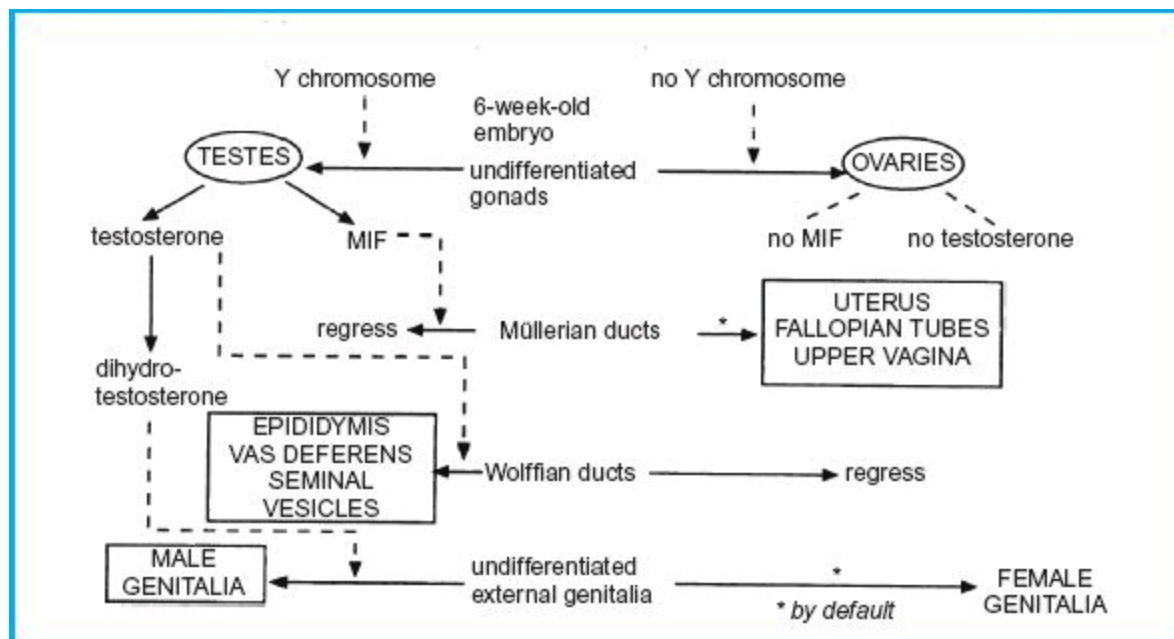 Y chromosome
no Y chromosome
6-week-old
embryo
TESTES
undifferentiated
gonads
OVARIES
testosterone
MIF
no MIF
no testosterone
regress
Müllerian ducts
*
UTERUS
FALLOPIAN TUBES
UPPER VAGINA
dihydro-
testosterone
EPIDIDYMIS
VAS DEFERENS
SEMINAL
VESICLES
Wolffian ducts
regress
MALE
GENITALIA
undifferentiated
external genitalia
*
* by default
FEMALE
GENITALIA